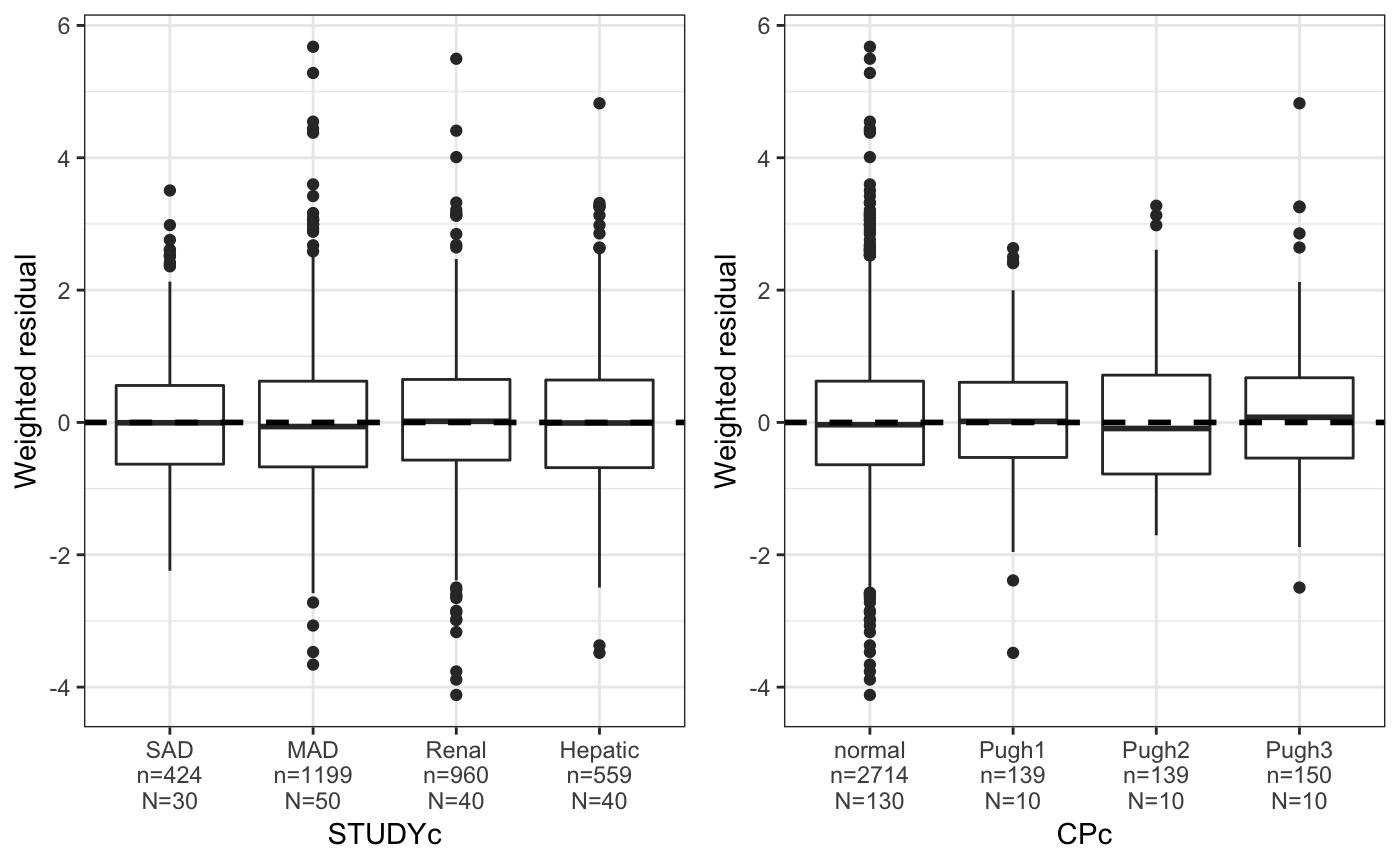 Weighted residual
6
4
2
0
-2
-4
SAD MAD Renal Hepatic
n=424 n=1199 n=960 n=559
N=30 N=50 N=40 N=40
STUDYc
Weighted residual
6
4
2
0
-2
-4
normal Pugh1 Pugh2 Pugh3
n=2714 n=139 n=139 n=150
N=130 N=10 N=10 N=10
CPc